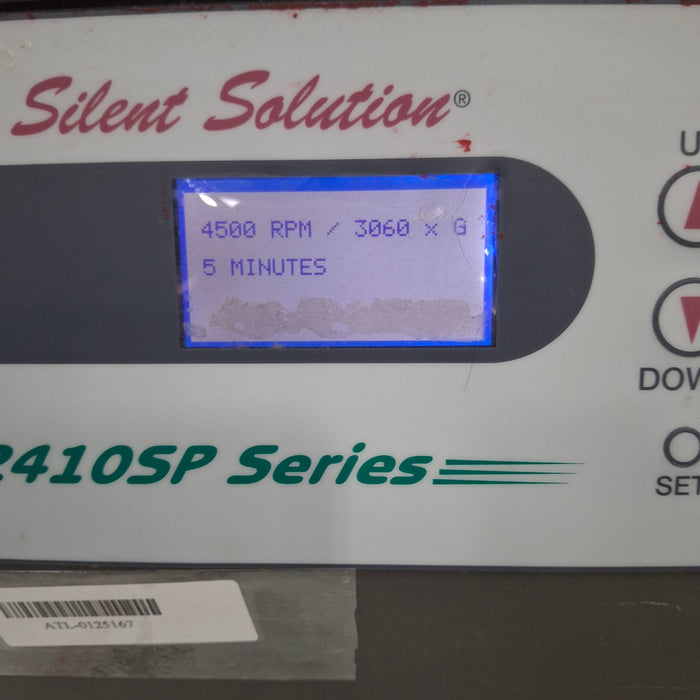 Silent Solution®
U
4500 RPM / 3060 x G
5 MINUTES
DOW
2410SP Series
SET
ATL-0125167